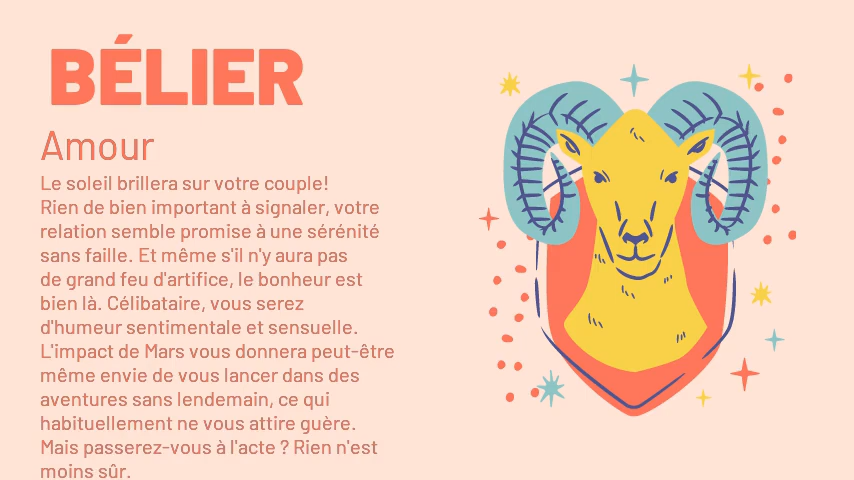 BÉLIER
Amour
Le soleil brillera sur votre couple!
Rien de bien important à signaler, votre
relation semble promise à une sérénité
sans faille. Et même s'il n'y aura pas
de grand feu d'artifice, le bonheur est
bien là. Célibataire, vous serez
d'humeur sentimentale et sensuelle.
L'impact de Mars vous donnera peut-être
même envie de vous lancer dans des
aventures sans lendemain, ce qui
habituellement ne vous attire guère.
Mais passerez-vous à l'acte ? Rien n'est
moins sûr.